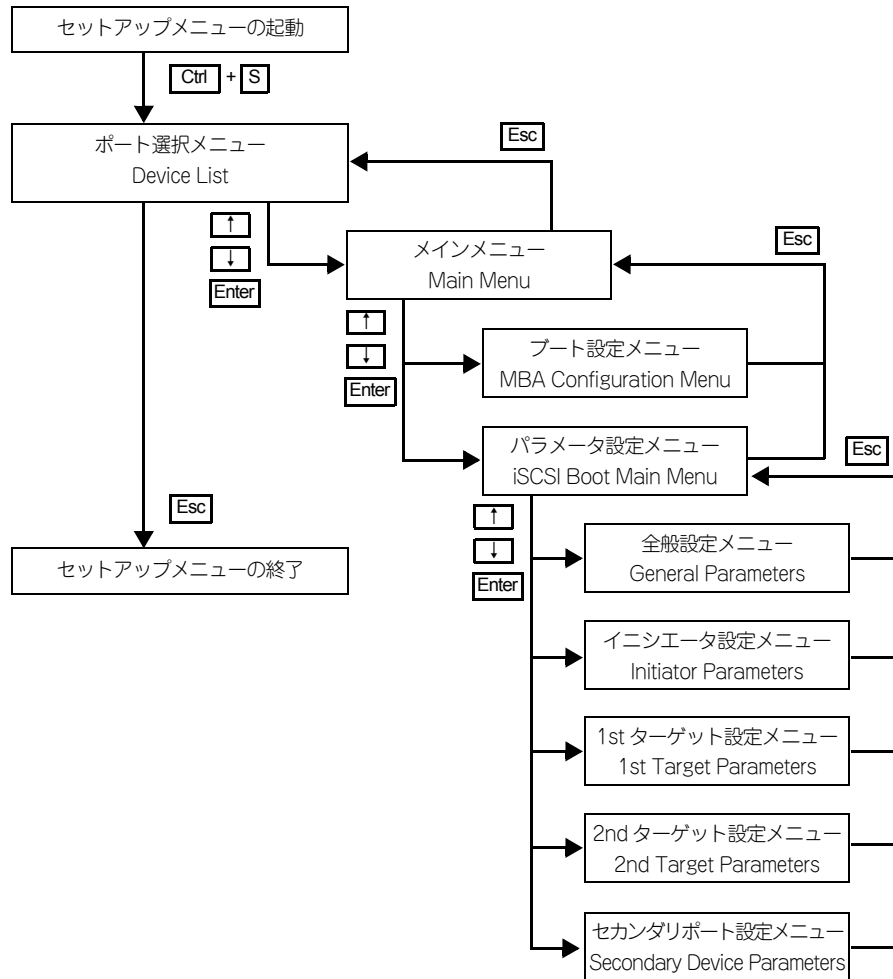 セットアップメニューの起動
Ctrl + S
ポート選択メニュー
Device List
Esc
↑
↓
Enter
メインメニュー
Main Menu
Esc
↑
↓
Enter
ブート設定メニュー
MBA Configuration Menu
パラメータ設定メニュー
iSCSI Boot Main Menu
Esc
Esc
セットアップメニューの終了
↑
↓
Enter
全般設定メニュー
General Parameters
イニシエータ設定メニュー
Initiator Parameters
1st ターゲット設定メニュー
1st Target Parameters
2nd ターゲット設定メニュー
2nd Target Parameters
セカンダリポート設定メニュー
Secondary Device Parameters